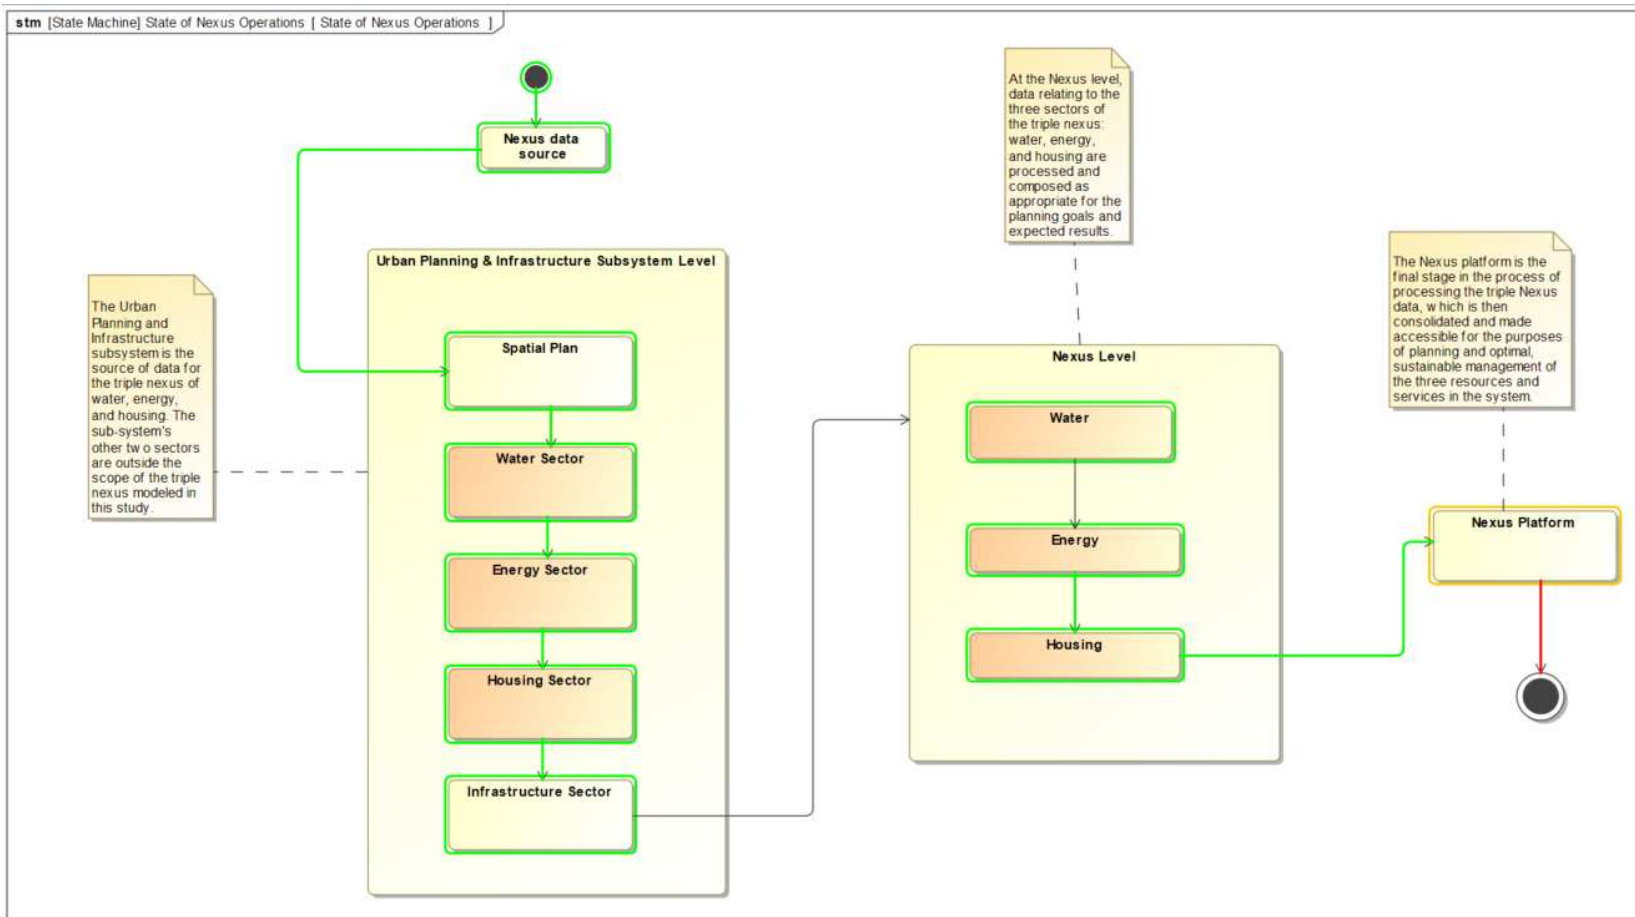 stm [State Machine] State of Nexus Operations [ State of Nexus Operations ]
Nexus data
source
The Urban
Planning and
Infrastructure
subsystem is the
source of data for
the triple nexus of
water, energy,
and housing. The
sub-system's
other two sectors
are outside the
scope of the triple
nexus modeled in
this study.
Urban Planning & Infrastructure Subsystem Level
Spatial Plan
Water Sector
Energy Sector
Housing Sector
Infrastructure Sector
At the Nexus level,
data relating to the
three sectors of
the triple nexus:
water, energy,
and housing are
processed and
composed as
appropriate for the
planning goals and
expected results.
Nexus Level
Water
Energy
Housing
The Nexus platform is the
final stage in the process of
processing the triple Nexus
data, which is then
consolidated and made
accessible for the purposes
of planning and optimal,
sustainable management of
the three resources and
services in the system.
Nexus Platform